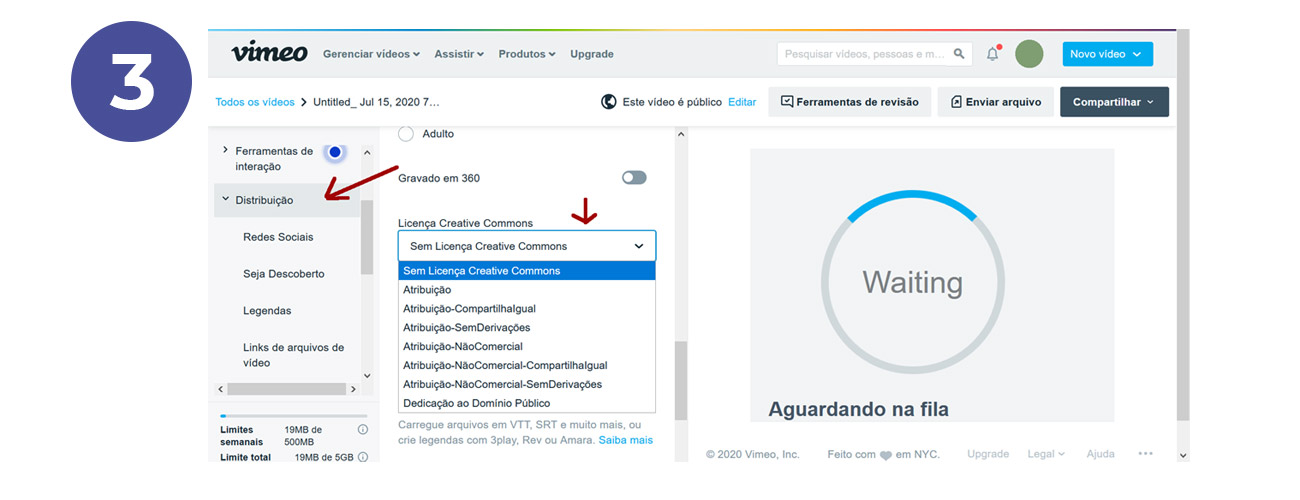 3
vimeo
Gerenciar vídeos
Assistir
Produtos
Upgrade
Pesquisar vídeos, pessoas e m...
Novo vídeo
Todos os vídeos
Untitled_ Jul 15, 2020 7...
Este vídeo é público Editar
Ferramentas de revisão
Enviar arquivo
Compartilhar
Ferramentas de
interação
Distribuição
Redes Sociais
Seja Descoberto
Legendas
Links de arquivos de
vídeo
Limites
semanais
19MB de
500MB
Limite total
19MB de 5GB
Adulto
Gravado em 360
Licença Creative Commons
Sem Licença Creative Commons
Sem Licença Creative Commons
Atribuição
Atribuição-CompartilhaIgual
Atribuição-SemDerivações
Atribuição-NãoComercial
Atribuição-NãoComercial-CompartilhaIgual
Atribuição-NãoComercial-SemDerivações
Dedicação ao Domínio Público
Carregue arquivos em VTT, SRT e muito mais, ou
crie legendas com 3play, Rev ou Amara. Saiba mais
Waiting
Aguardando na fila
© 2020 Vimeo, Inc.
Feito com
em NYC.
Upgrade
Legal
Ajuda